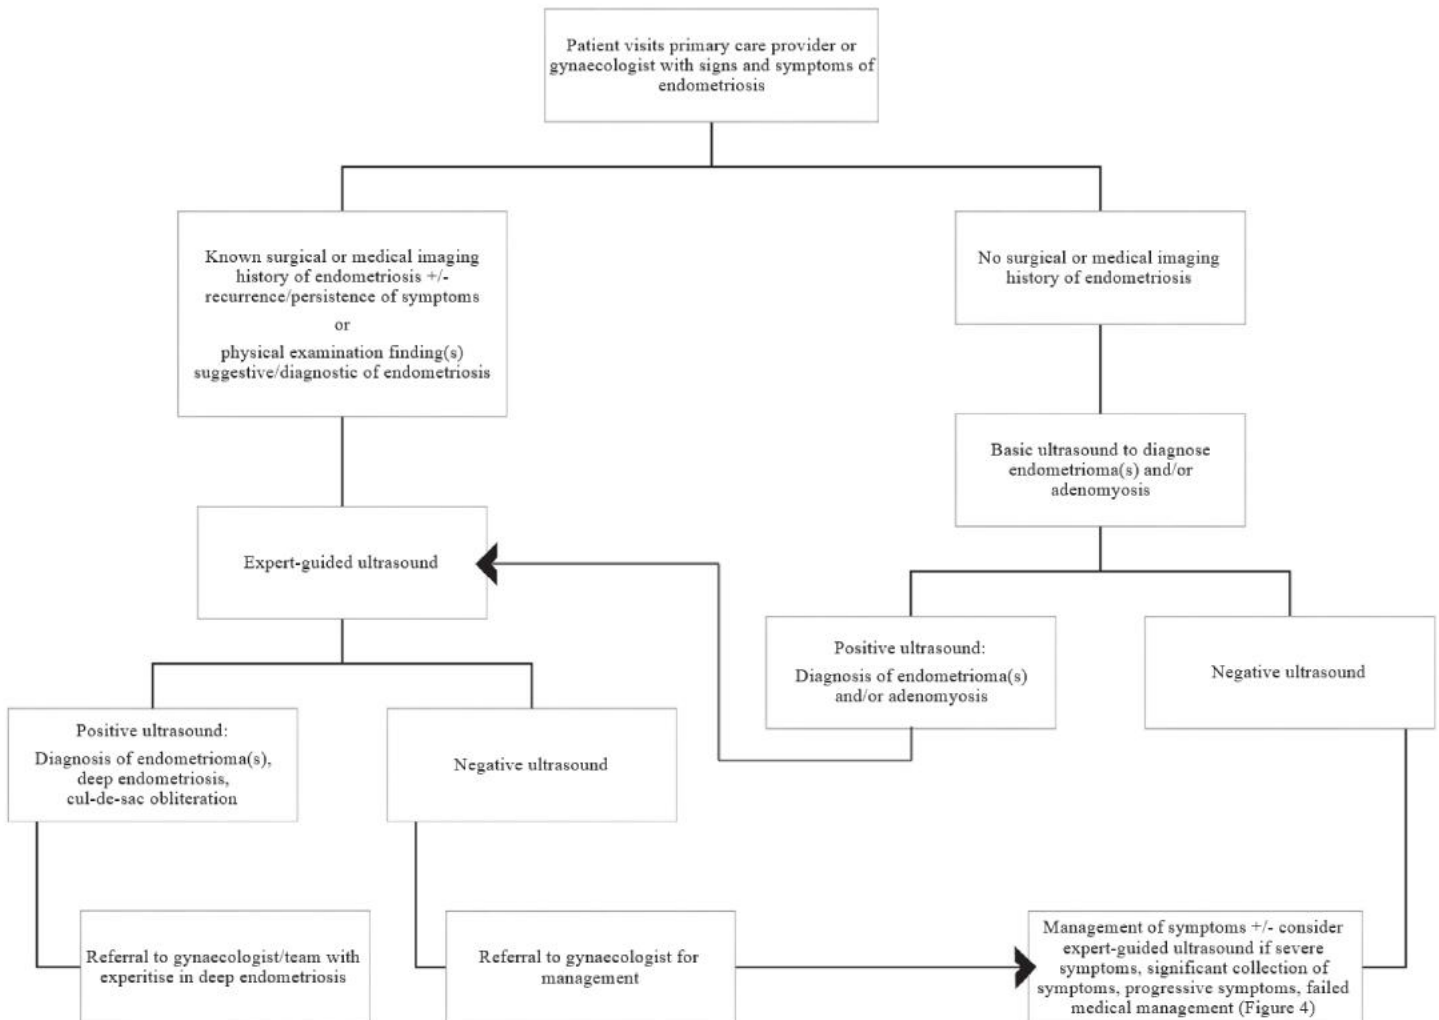 Patient visits primary care provider or
gynaecologist with signs and symptoms of
endometriosis
Known surgical or medical imaging
history of endometriosis +/-
recurrence/persistence of symptoms
or
physical examination finding(s)
suggestive/diagnostic of endometriosis
No surgical or medical imaging
history of endometriosis
Basic ultrasound to diagnose
endometrioma(s) and/or
adenomyosis
Expert-guided ultrasound
Positive ultrasound:
Diagnosis of endometrioma(s)
and/or adenomyosis
Negative ultrasound
Positive ultrasound:
Diagnosis of endometrioma(s),
deep endometriosis,
cul-de-sac obliteration
Negative ultrasound
Referral to gynaecologist/team with
experitise in deep endometriosis
Referral to gynaecologist for
management
Management of symptoms +/- consider
expert-guided ultrasound if severe
symptoms, significant collection of
symptoms, progressive symptoms, failed
medical management (Figure 4)